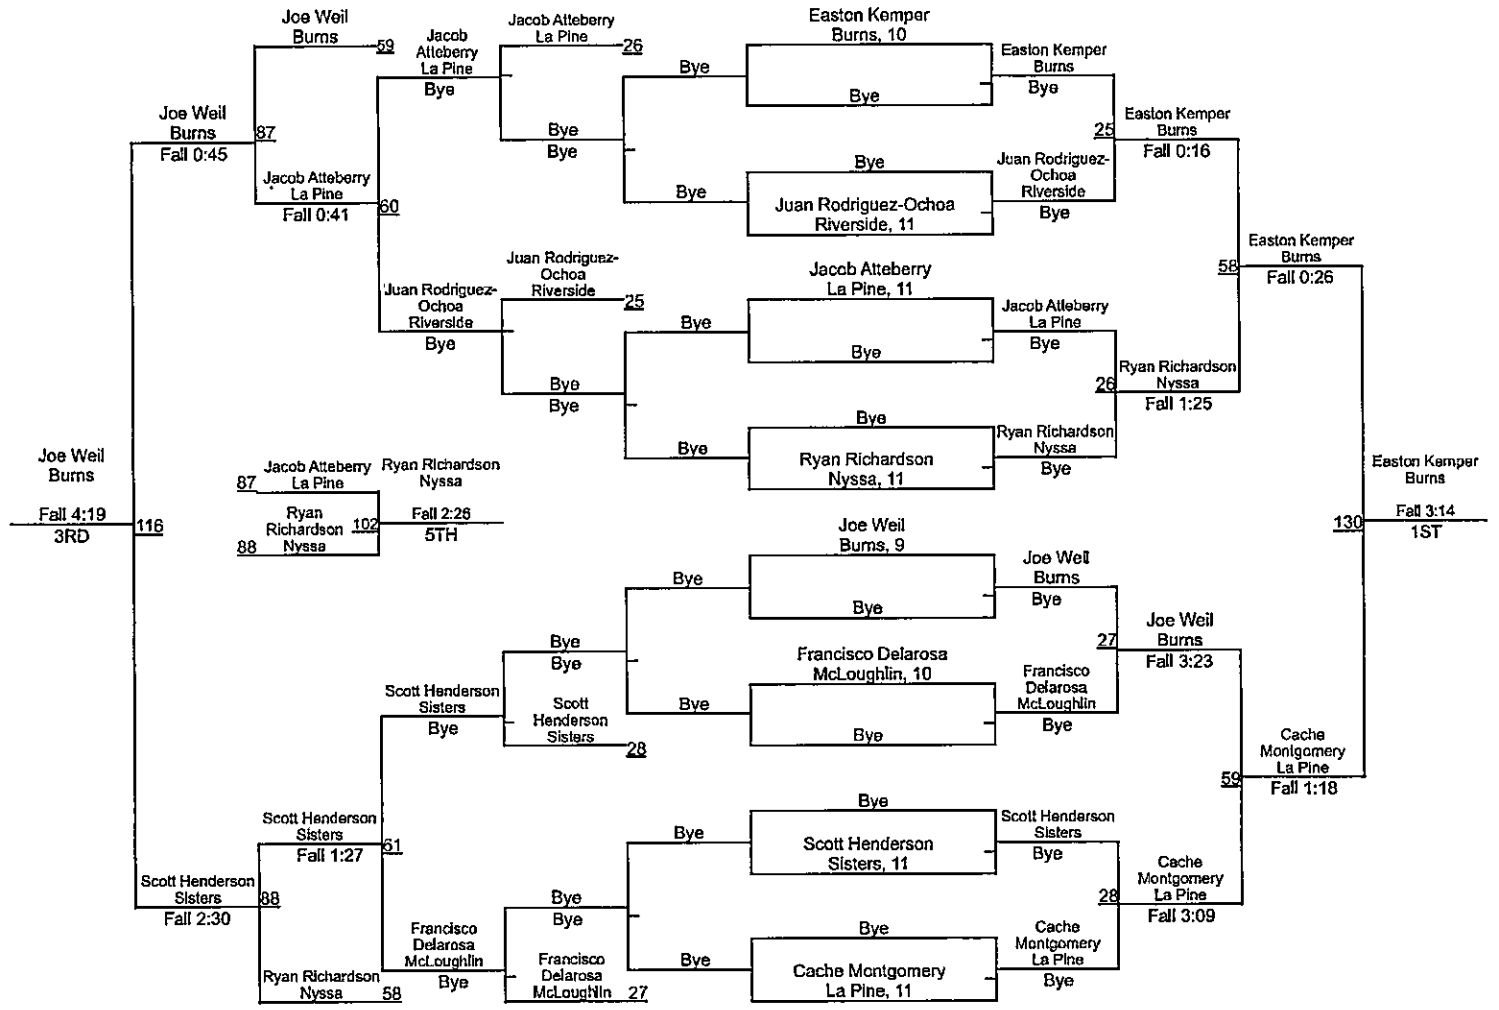 Joe Weil
Burns
59
Joe Weil
Burns
Fall 0:45
87
Jacob Atteberry
La Pine
Fall 0:41
60
Jacob
Atteberry
La Pine
Bye
Jacob Atteberry
La Pine
26
Bye
Bye
Juan Rodriguez-
Ochoa
Riverside
Bye
Juan Rodriguez-
Ochoa
Riverside
25
Bye
Bye
Bye
Bye
Bye
Bye
Easton Kemper
Burns, 10
Bye
Bye
Juan Rodriguez-Ochoa
Riverside, 11
Jacob Atteberry
La Pine, 11
Bye
Bye
Ryan Richardson
Nyssa, 11
Easton Kemper
Burns
Bye
25
Juan Rodriguez-
Ochoa
Riverside
Bye
Jacob Atteberry
La Pine
Bye
26
Ryan Richardson
Nyssa
Bye
Easton Kemper
Burns
Fall 0:16
58
Ryan Richardson
Nyssa
Fall 1:25
Easton Kemper
Burns
Fall 0:26
Joe Weil
Burns
Fall 4:19
3RD
116
87
Jacob Atteberry
La Pine
88
Ryan
Richardson
Nyssa
102
Ryan Richardson
Nyssa
Fall 2:26
5TH
130
Easton Kemper
Burns
Fall 3:14
1ST
Joe Weil
Burns, 9
Bye
Francisco Delarosa
McLoughlin, 10
Bye
Bye
Scott Henderson
Sisters, 11
Bye
Cache Montgomery
La Pine, 11
Bye
Bye
Bye
Bye
Joe Weil
Burns
Bye
27
Francisco
Delarosa
McLoughlin
Bye
Joe Weil
Burns
Fall 3:23
Scott Henderson
Sisters
Bye
28
Cache
Montgomery
La Pine
Bye
Cache
Montgomery
La Pine
Fall 3:09
59
Cache
Montgomery
La Pine
Fall 1:18
Bye
Bye
Scott
Henderson
Sisters
28
Scott Henderson
Sisters
Bye
61
Scott Henderson
Sisters
Fall 1:27
Bye
Bye
Francisco
Delarosa
McLoughlin
27
Francisco
Delarosa
McLoughlin
Bye
Scott Henderson
Sisters
Fall 2:30
88
Ryan Richardson
Nyssa
58